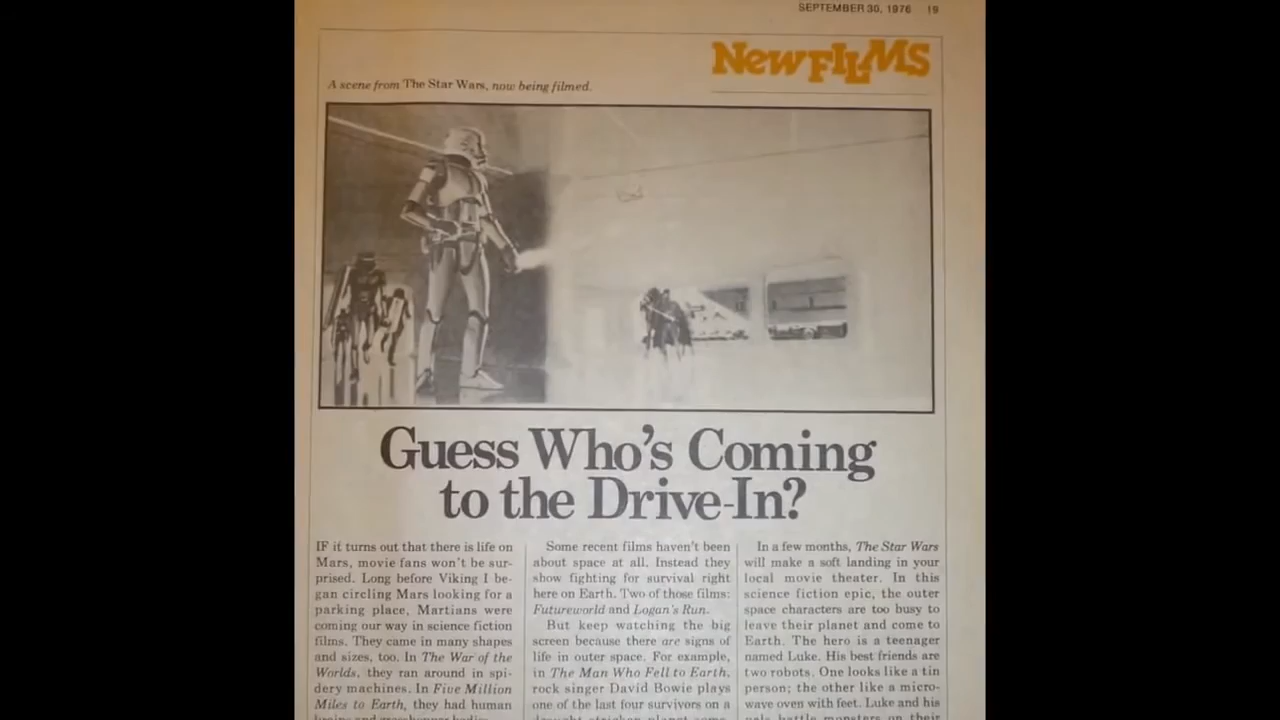 SEPTEMBER 30, 1976 19
NEWFILMS
A scene from The Star Wars, now being filmed.
Guess Who's Coming
to the Drive-In?
IF it turns out that there is life on
Mars, movie fans won't be sur-
prised. Long before Viking I be-
gan circling Mars looking for a
parking place, Martians were
coming our way in science fiction
films. They came in many shapes
and sizes, too. In The War of the
Worlds, they ran around in spi-
dery machines. In Five Million
Miles to Earth, they had human
Some recent films haven't been
about space at all. Instead they
show fighting for survival right
here on Earth. Two of those films:
Futureworld and Logan's Run.
But keep watching the big
screen because there are signs of
life in outer space. For example,
in The Man Who Fell to Earth,
rock singer David Bowie plays
one of the last four survivors on a
In a few months, The Star Wars
will make a soft landing in your
local movie theater. In this
science fiction epic, the outer
space characters are too busy to
leave their planet and come to
Earth. The hero is a teenager
named Luke. His best friends are
two robots. One looks like a tin
person; the other like a micro-
wave oven with feet. Luke and his
pals battle monsters on their